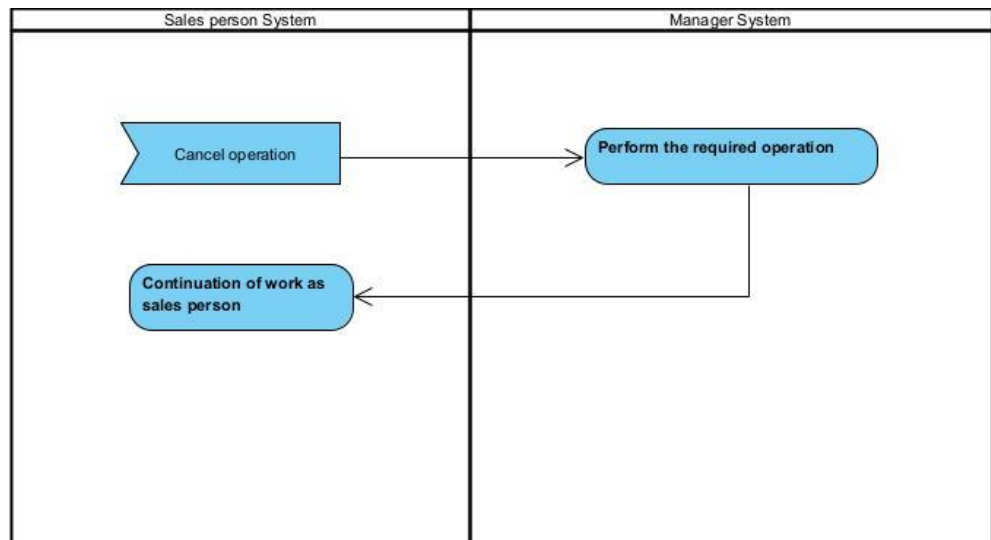 Sales person System
Manager System
Cancel operation
Perform the required operation
Continuation of work as
sales person